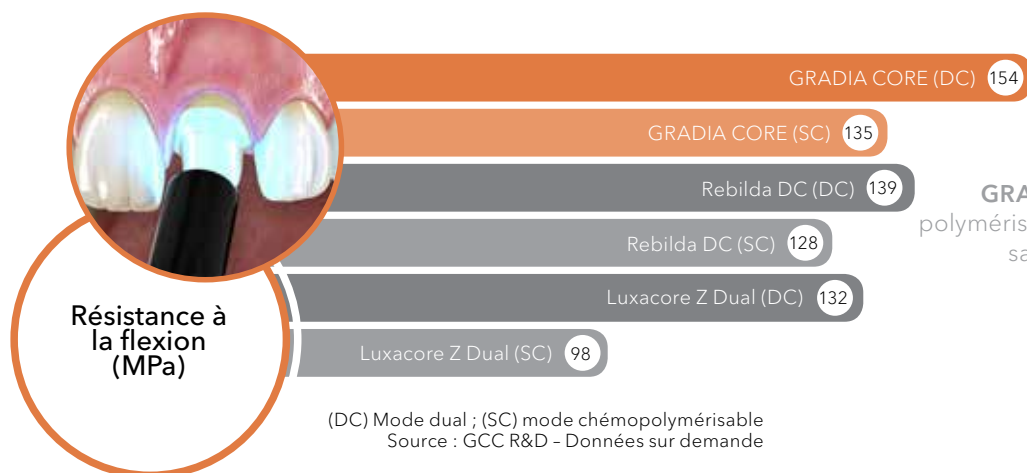 GRADIA CORE (DC) 154
GRADIA CORE (SC) 135
Rebilda DC (DC) 139
Rebilda DC (SC) 128
Luxacore Z Dual (DC) 132
Luxacore Z Dual (SC) 98
Résistance à
la flexion
(MPa)
(DC) Mode dual ; (SC) mode chémopolymérisable
Source : GCC R&D – Données sur demande